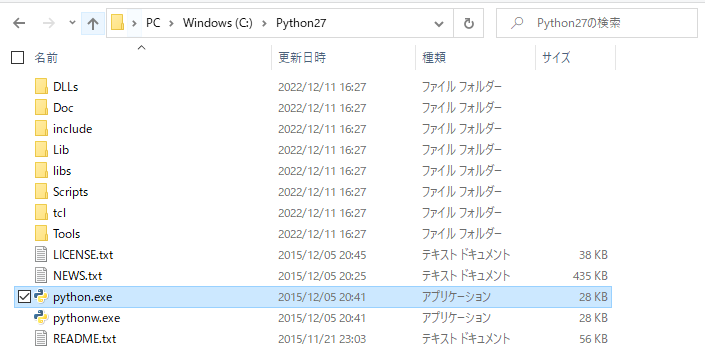 PC > Windows (C:) > Python27 Python27の検索
名前 更新日時 種類 サイズ
DLLs 2022/12/11 16:27 ファイル フォルダー
Doc 2022/12/11 16:27 ファイル フォルダー
include 2022/12/11 16:27 ファイル フォルダー
Lib 2022/12/11 16:27 ファイル フォルダー
libs 2022/12/11 16:27 ファイル フォルダー
Scripts 2022/12/11 16:27 ファイル フォルダー
tcl 2022/12/11 16:27 ファイル フォルダー
Tools 2022/12/11 16:27 ファイル フォルダー
LICENSE.txt 2015/12/05 20:45 テキスト ドキュメント 38 KB
NEWS.txt 2015/12/05 20:25 テキスト ドキュメント 435 KB
python.exe 2015/12/05 20:41 アプリケーション 28 KB
pythonw.exe 2015/12/05 20:41 アプリケーション 28 KB
README.txt 2015/11/21 23:03 テキスト ドキュメント 56 KB